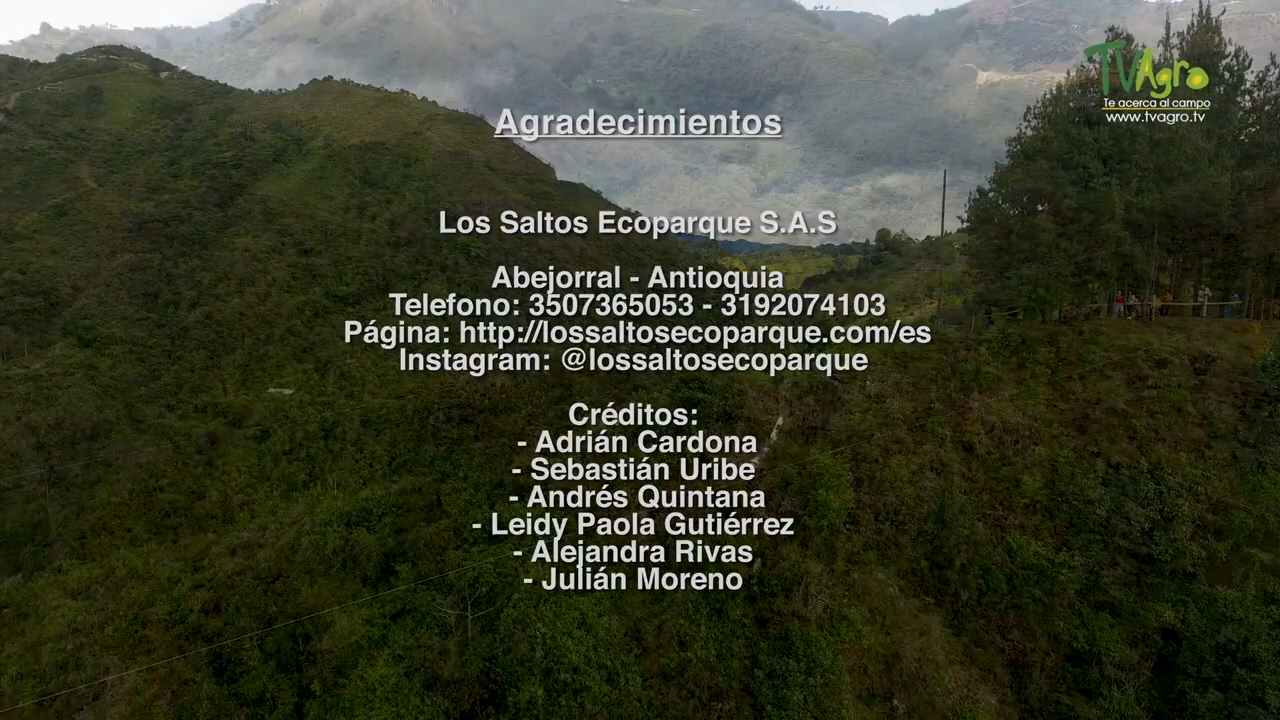 TVAgro
Te acerca al campo
www.tvagro.tv
Agradecimientos
Los Saltos Ecoparque S.A.S
Abejorral - Antioquia
Telefono: 3507365053 - 3192074103
Página: http://lossaltosecoparque.com/es
Instagram: @lossaltosecoparque
Créditos:
- Adrián Cardona
- Sebastián Uribe
- Andrés Quintana
- Leidy Paola Gutiérrez
- Alejandra Rivas
- Julián Moreno